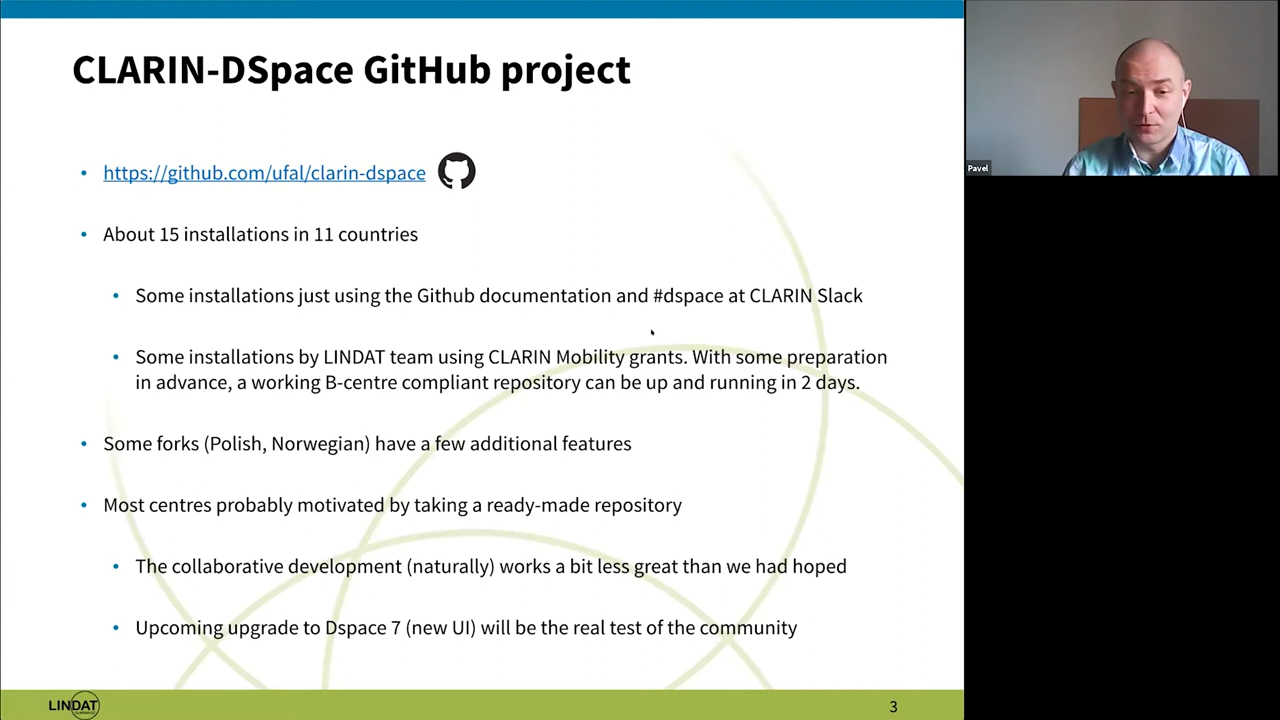 CLARIN-DSpace GitHub project
Pavel
• https://github.com/ufal/clarin-dspace
• About 15 installations in 11 countries
• Some installations just using the Github documentation and #dspace at CLARIN Slack
• Some installations by LINDAT team using CLARIN Mobility grants. With some preparation
in advance, a working B-centre compliant repository can be up and running in 2 days.
• Some forks (Polish, Norwegian) have a few additional features
• Most centres probably motivated by taking a ready-made repository
• The collaborative development (naturally) works a bit less great than we had hoped
• Upcoming upgrade to Dspace 7 (new UI) will be the real test of the community
LINDAT
3